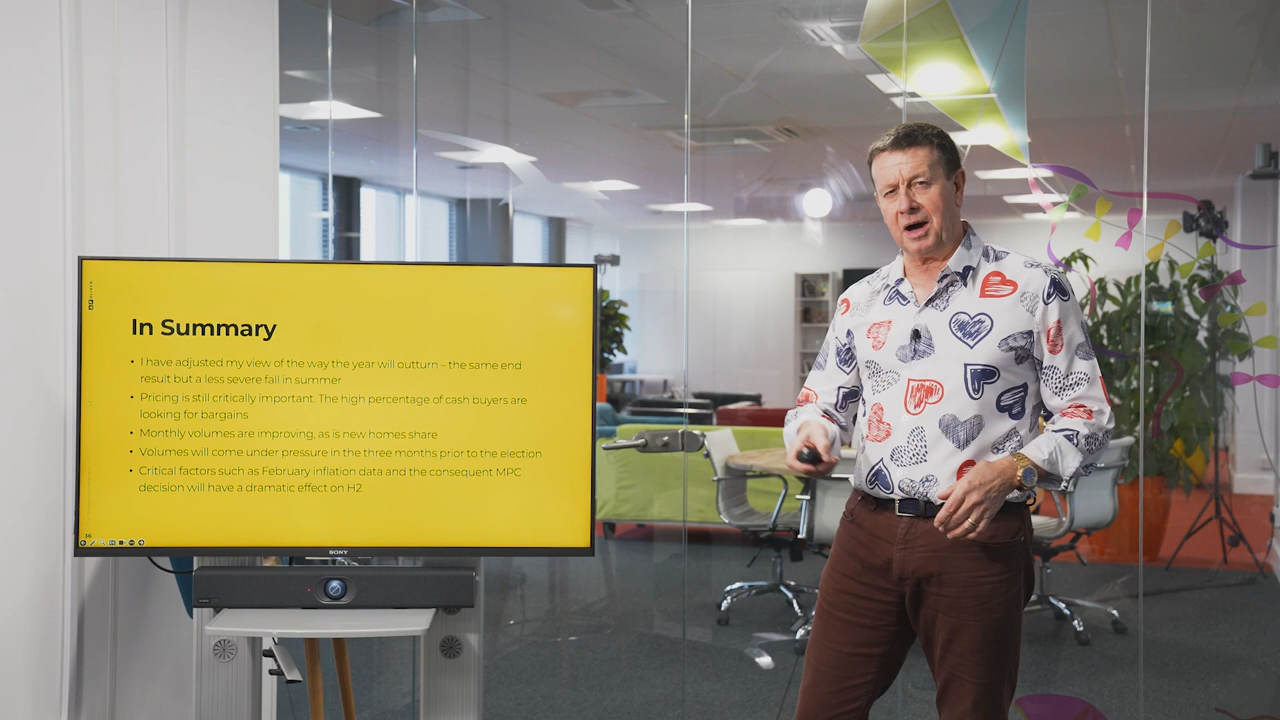 In Summary
• I have adjusted my view of the way the year will outturn – the same end
result but a less severe fall in summer
• Pricing is still critically important. The high percentage of cash buyers are
looking for bargains
• Monthly volumes are improving, as is new homes share
• Volumes will come under pressure in the three months prior to the election
• Critical factors such as February inflation data and the consequent MPC
decision will have a dramatic effect on H2
36
SONY